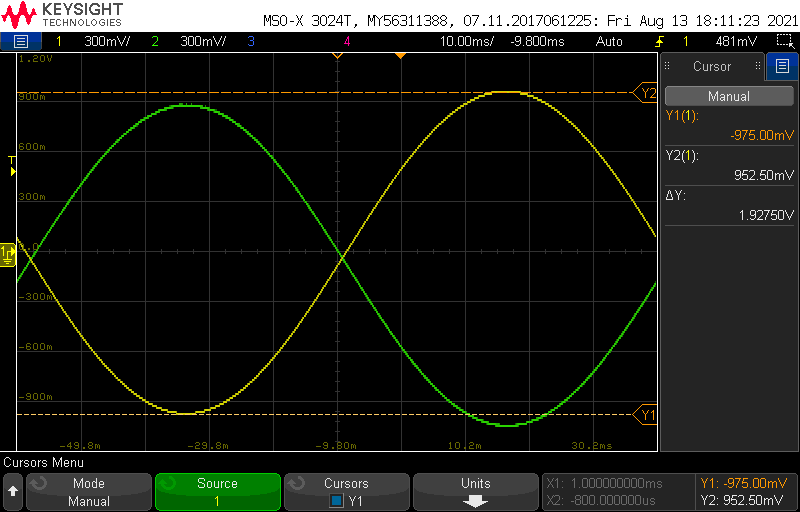 KEYSIGHT
TECHNOLOGIES
MSO-X 3024T, MY56311388, 07.11.2017061225: Fri Aug 13 18:11:23 2021
1 300mV/ 2 300mV/ 3 4 10.00ms/ -9.800ms Auto 1 481mV
1.20V
900m
600m
300m
0.0
-300m
-600m
-900m
-49.8m -29.8m -9.80m 10.2m 30.2ms
T
1
Y2
Y1
Cursor
Manual
Y1(1):
-975.00mV
Y2(1):
952.50mV
ΔY:
1.92750V
Cursors Menu
Mode
Manual
Source
1
Cursors
Y1
Units
X1: 1.000000000ms
X2: -800.000000us
Y1: -975.00mV
Y2: 952.50mV